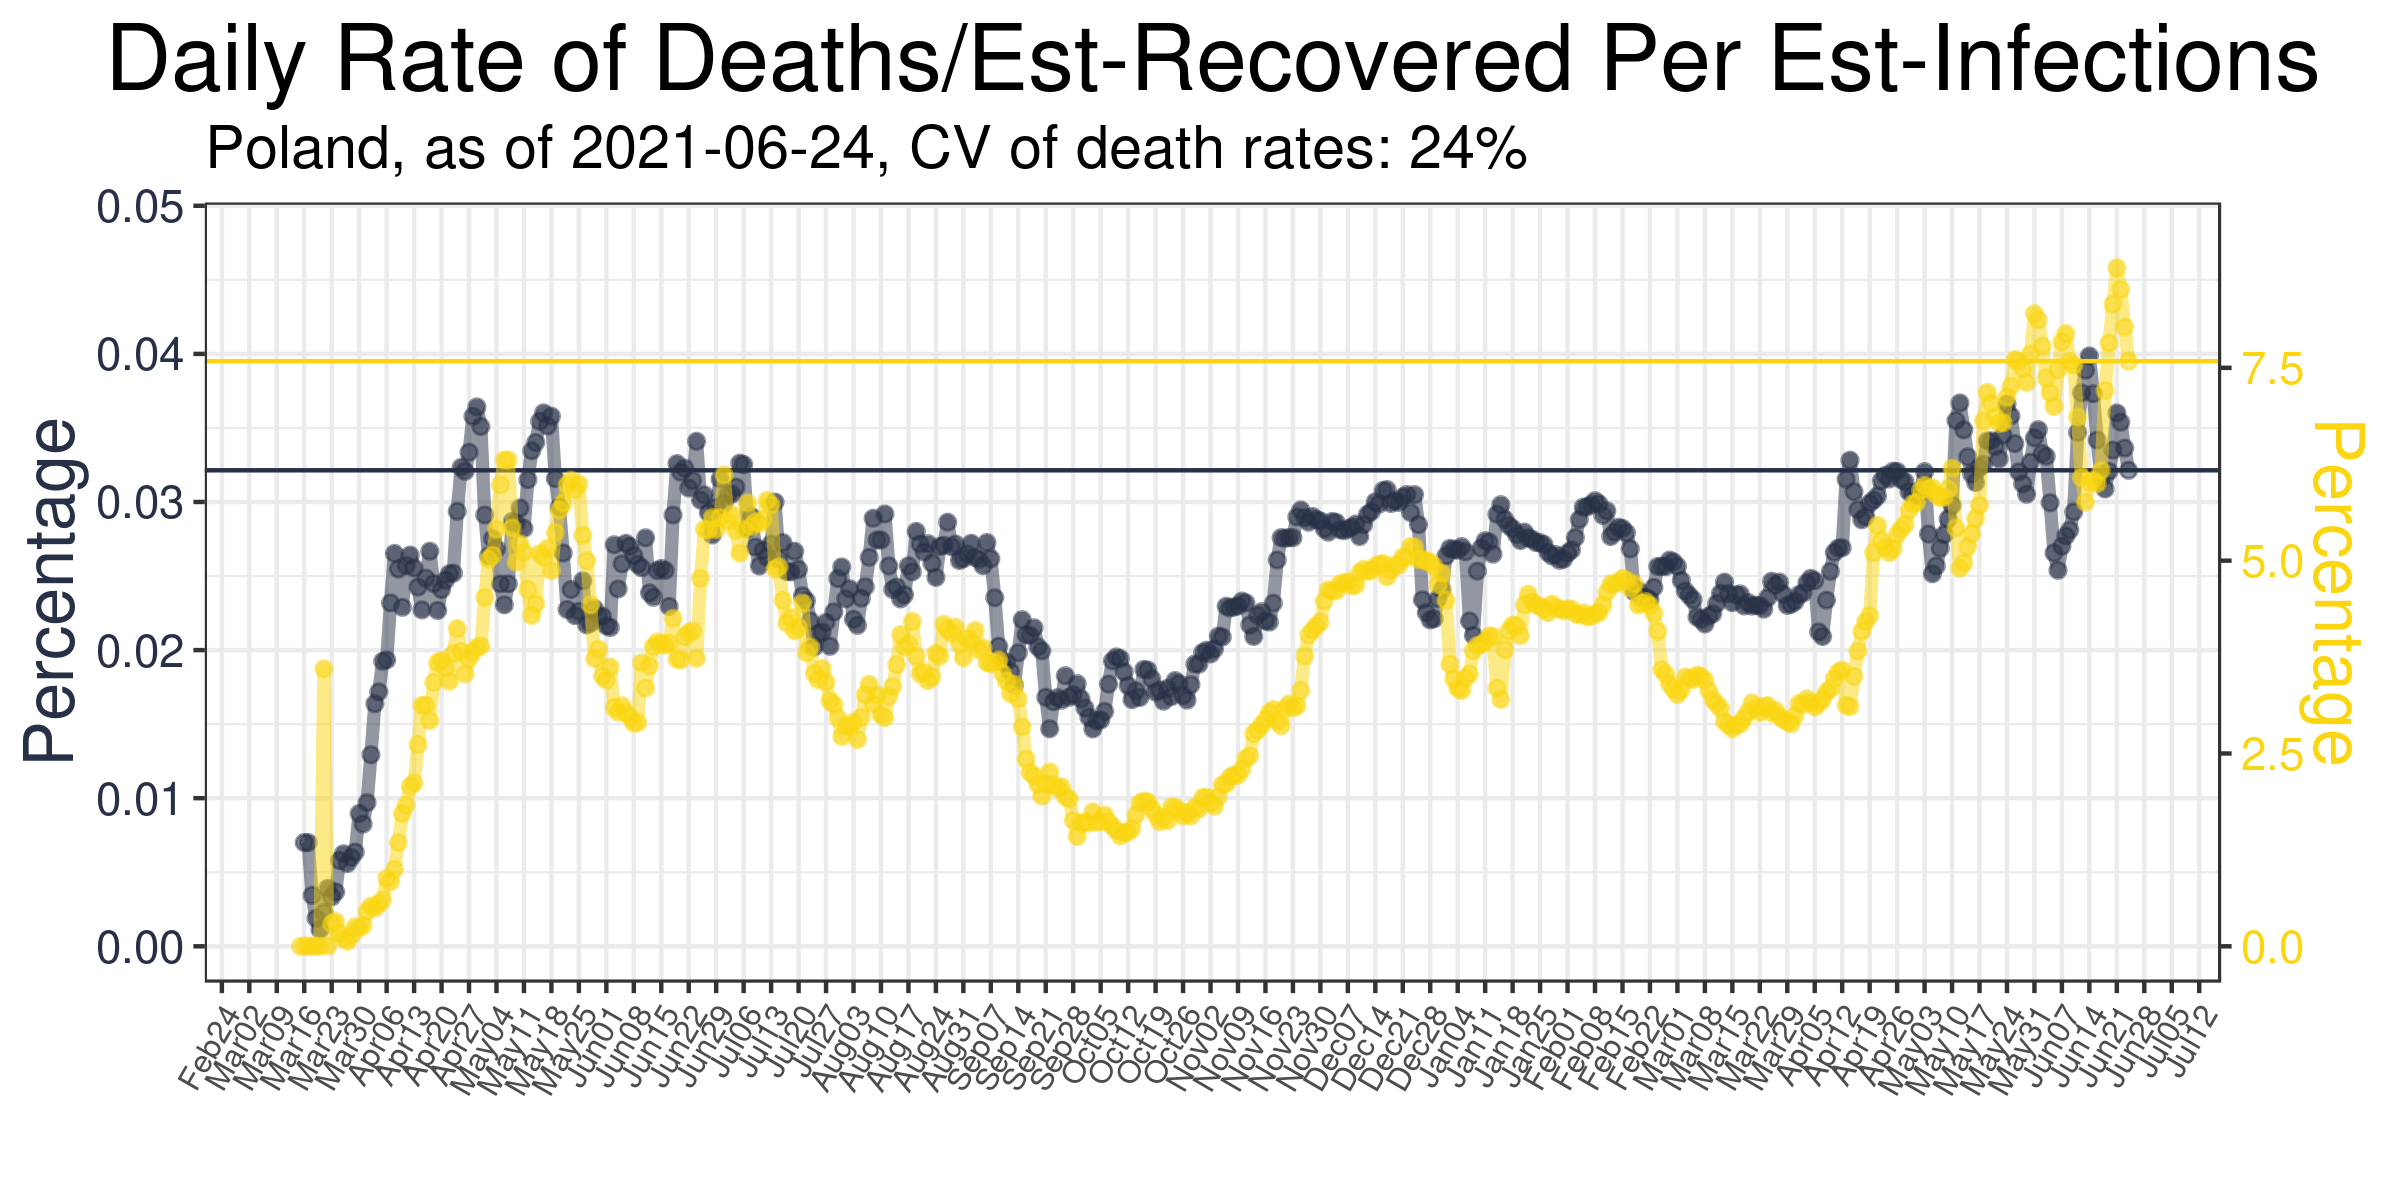 Daily Rate of Deaths/Est-Recovered Per Est-Infections
Poland, as of 2021-06-24, CV of death rates: 24%
Percentage
0.05
0.04
0.03
0.02
0.01
0.00
7.5
5.0
2.5
0.0
Percentage
Feb24
Mar02
Mar09
Mar16
Mar23
Mar30
Apr06
Apr13
Apr20
Apr27
May04
May11
May18
May25
Jun01
Jun08
Jun15
Jun22
Jun29
Jul06
Jul13
Jul20
Jul27
Aug03
Aug10
Aug17
Aug24
Aug31
Sep07
Sep14
Sep21
Sep28
Oct05
Oct12
Oct19
Oct26
Nov02
Nov09
Nov16
Nov23
Nov30
Dec07
Dec14
Dec21
Dec28
Jan04
Jan11
Jan18
Jan25
Feb01
Feb08
Feb15
Feb22
Mar01
Mar08
Mar15
Mar22
Mar29
Apr05
Apr12
Apr19
Apr26
May03
May10
May17
May24
May31
Jun07
Jun14
Jun21
Jun28
Jul05
Jul12